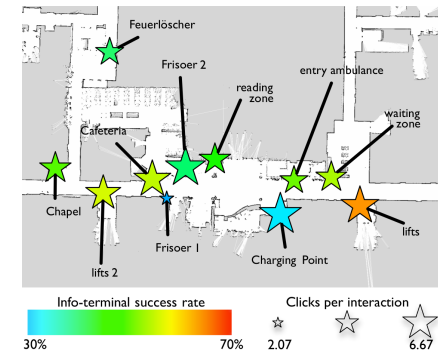 Feuerlöscher
Frisoer 2
entry ambulance
reading
zone
waiting
zone
Cafeteria
Chapel
Frisoer 1
lifts
Charging Point
lifts 2
Info-terminal success rate
Clicks per interaction
30%
70%
2.07
6.67